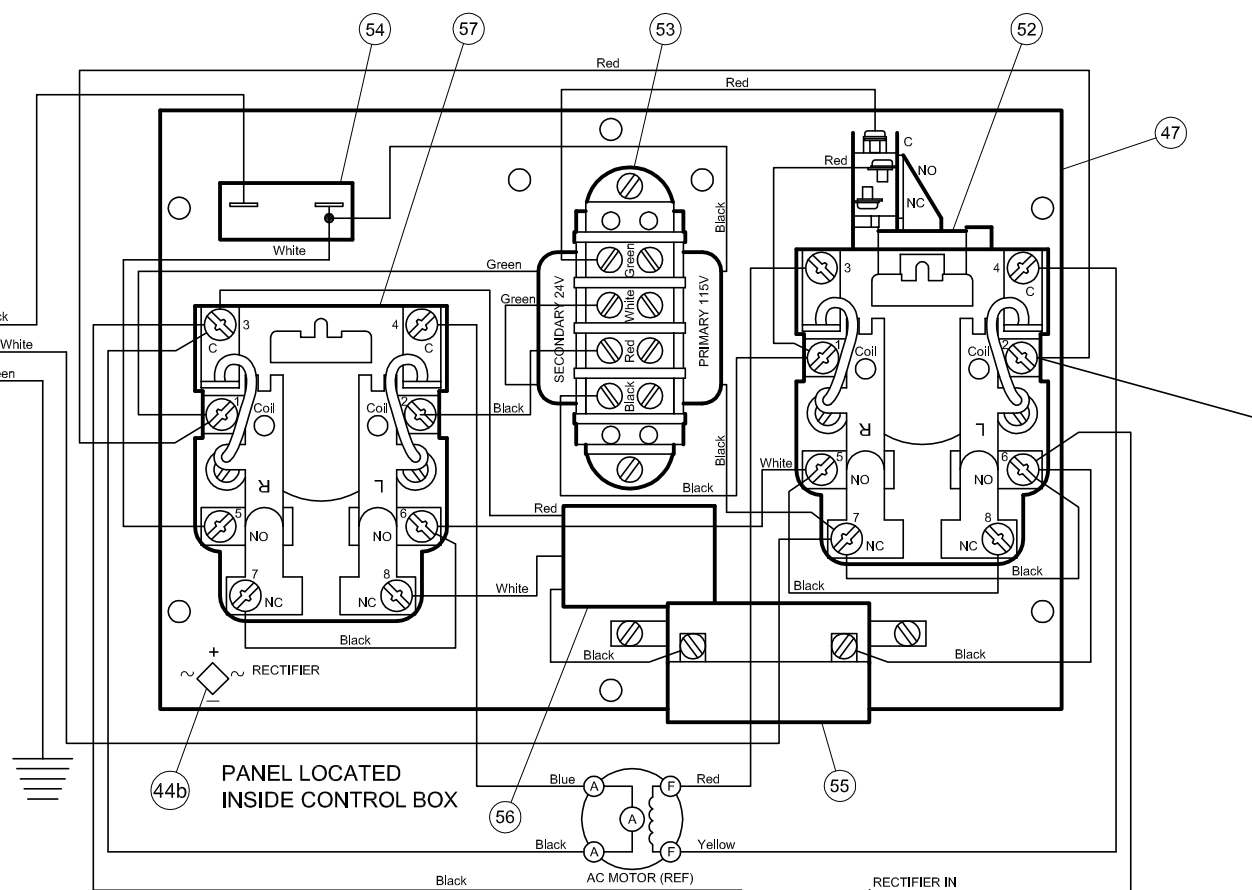 54
57
53
52
47
Red
Red
C
NO
NC
Red
Black
White
Green
Green
SECONDARY 24V
PRIMARY 115V
Green
White
Red
Black
3
4
C
C
1
2
Coil
Coil
R
L
5
6
NO
NO
7
8
NC
NC
3
4
C
1
2
Coil
Coil
R
L
5
6
NO
NO
7
8
NC
NC
White
Black
Black
Black
White
Red
White
Black
Black
Black
Black
+
~
~
RECTIFIER
–
44b
PANEL LOCATED
INSIDE CONTROL BOX
56
55
Blue
A
F
Red
A
Black
A
F
Yellow
AC MOTOR (REF)
Black
RECTIFIER IN